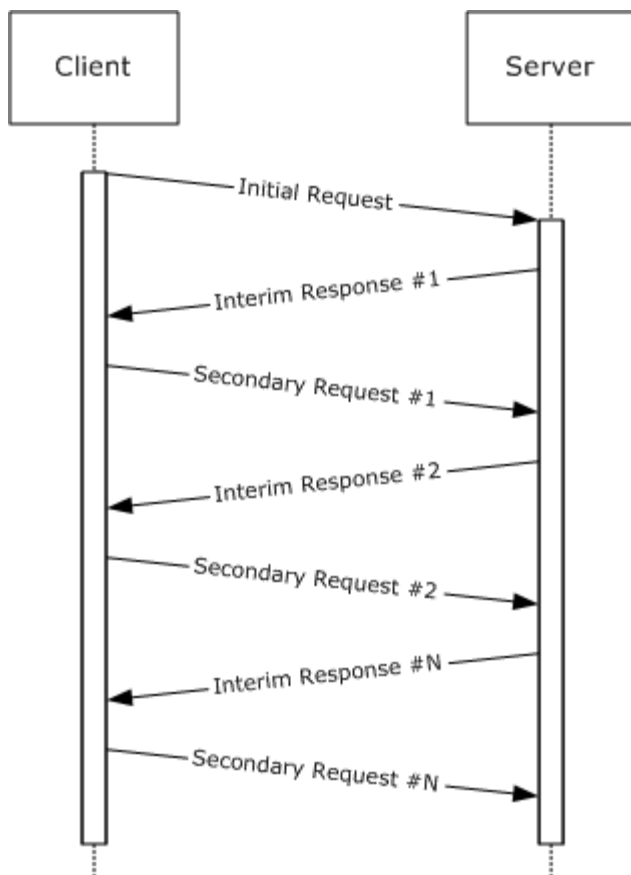 Client
Server
Initial Request
Interim Response #1
Secondary Request #1
Interim Response #2
Secondary Request #2
Interim Response #N
Secondary Request #N